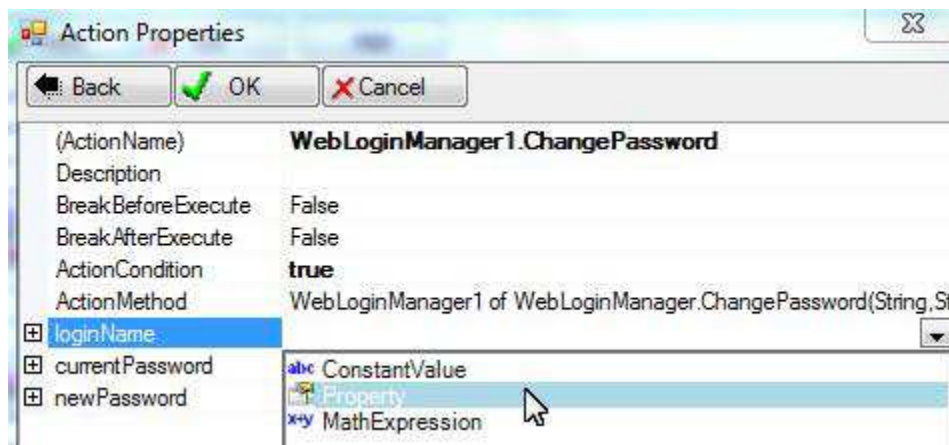 Action Properties
Back OK Cancel
(ActionName) WebLoginManager1.ChangePassword
Description
BreakBeforeExecute False
BreakAfterExecute False
ActionCondition true
ActionMethod WebLoginManager1 of WebLoginManager.ChangePassword(String,St
loginName
currentPassword abc ConstantValue
Property
newPassword x+y MathExpression